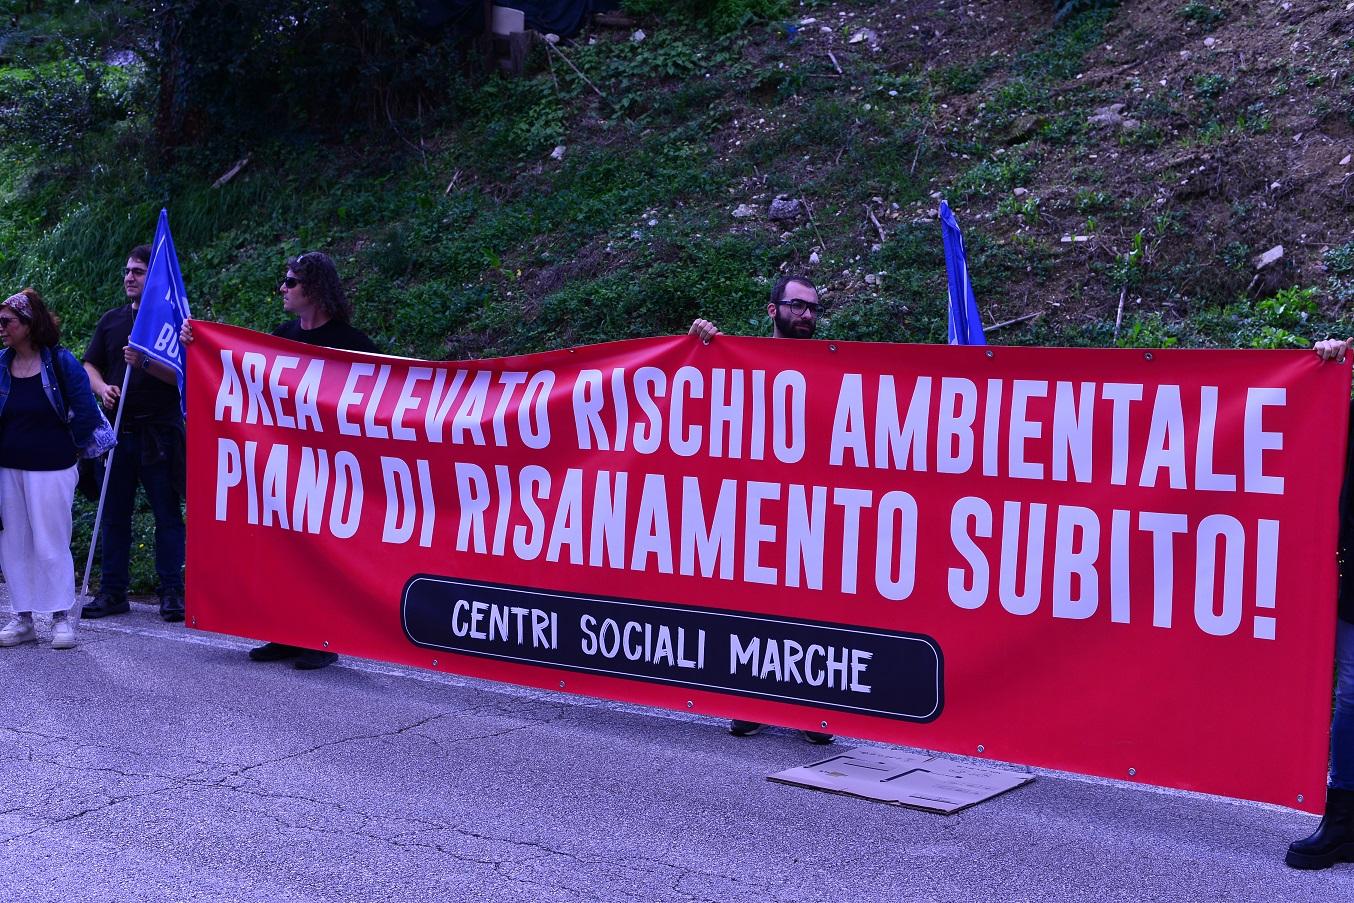 AREA ELEVATO RISCHIO AMBIENTALE
PIANO DI RISANAMENTO SUBITO!
CENTRI SOCIALI MARCHE